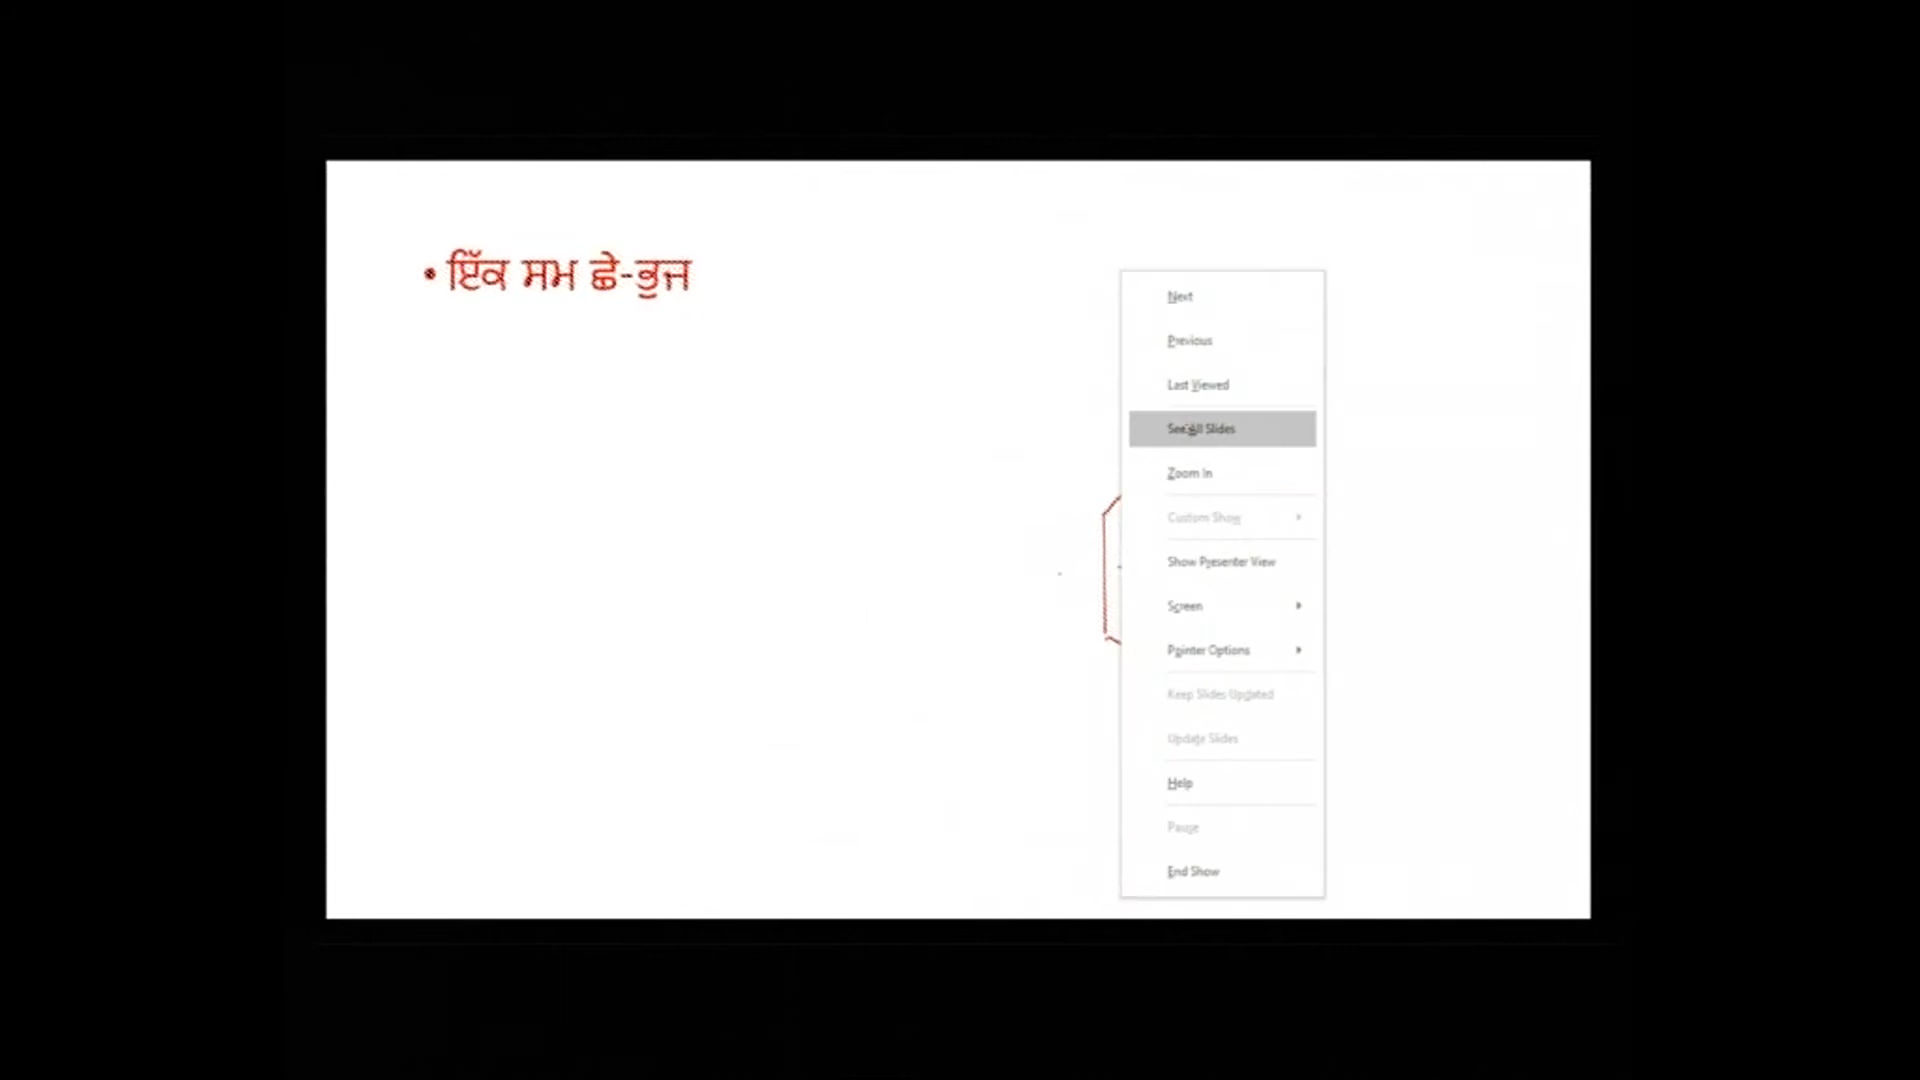 • ਇੱਕ ਸਮ ਛੇ-ਭੁਜ
Next
Previous
Last Viewed
See All Slides
Zoom In
Custom Show
Show Presenter View
Screen
Pointer Options
Keep Slides Updated
Update Slides
Help
Pause
End Show